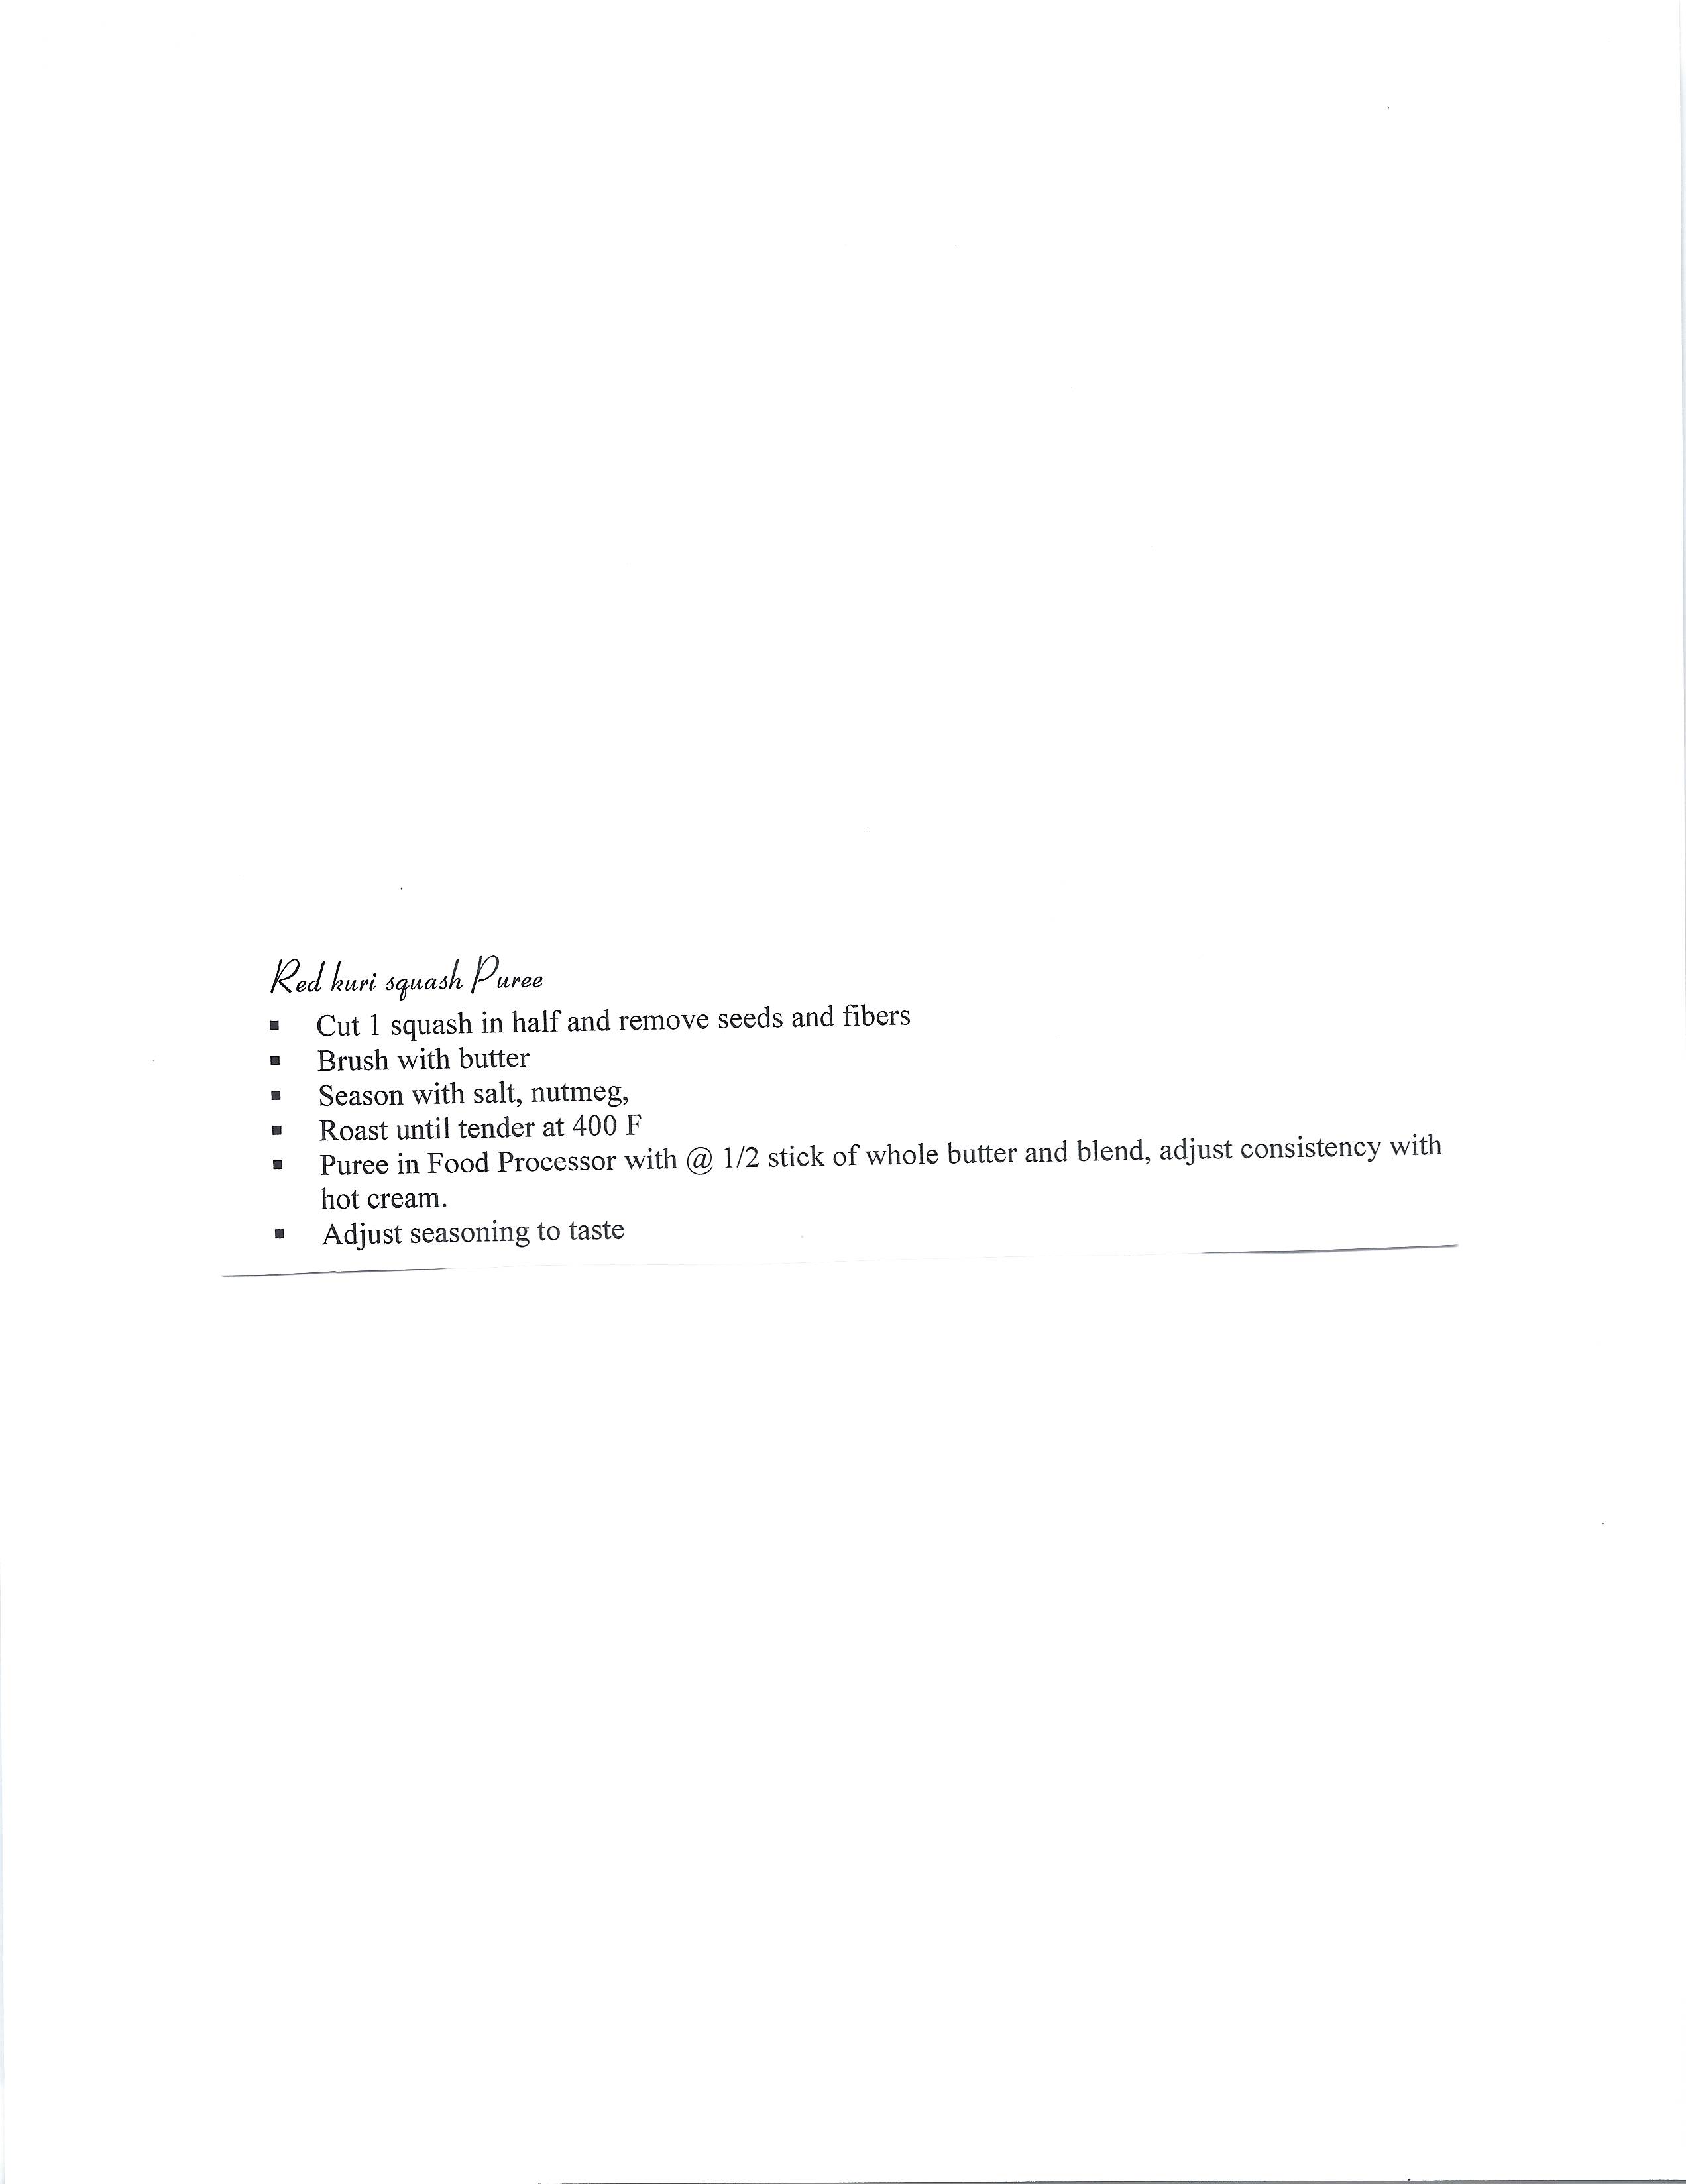 Red kuri squash Puree
▪ Cut 1 squash in half and remove seeds and fibers
▪ Brush with butter
▪ Season with salt, nutmeg,
▪ Roast until tender at 400 F
▪ Puree in Food Processor with @ 1/2 stick of whole butter and blend, adjust consistency with
hot cream.
▪ Adjust seasoning to taste